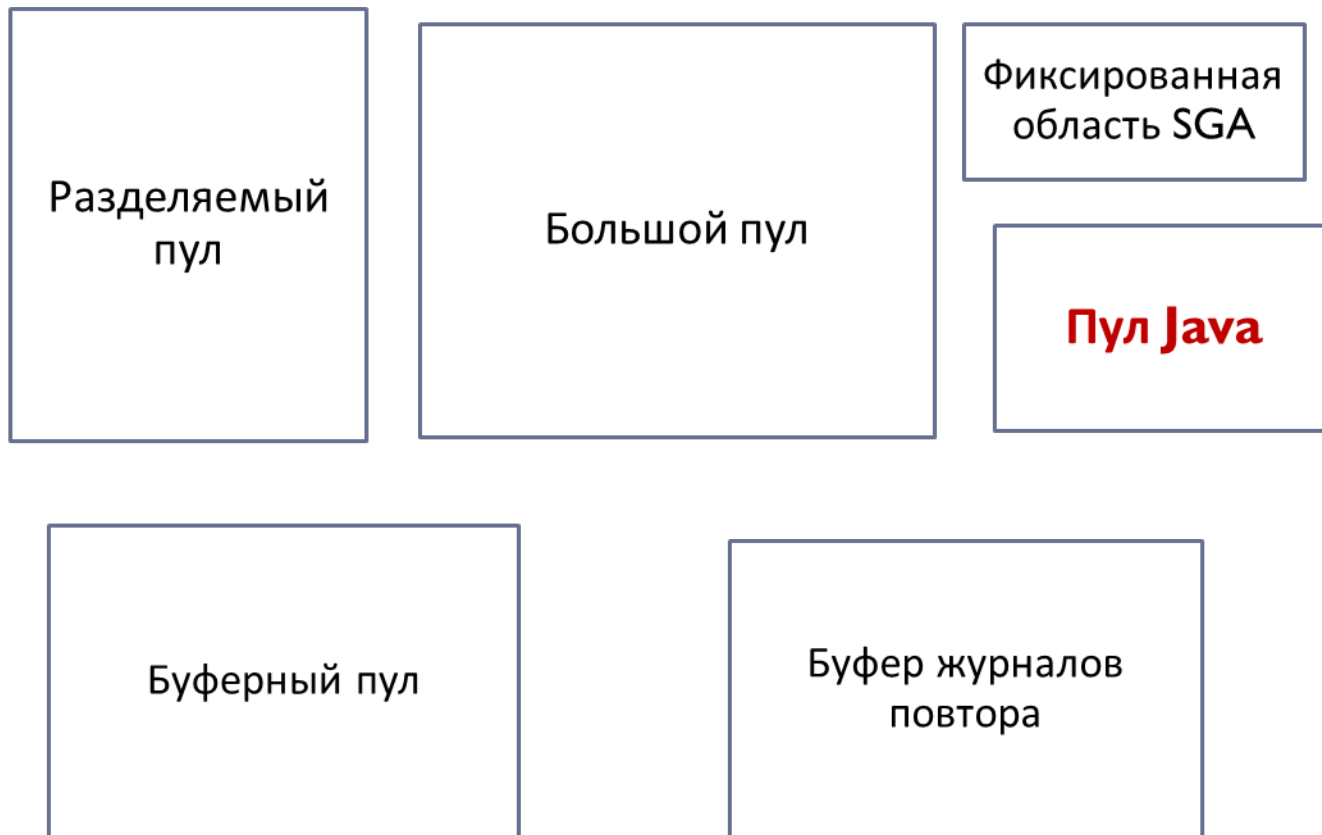 Разделяемый
пул
Большой пул
Фиксированная
область SGA
Пул Java
Буферный пул
Буфер журналов
повтора